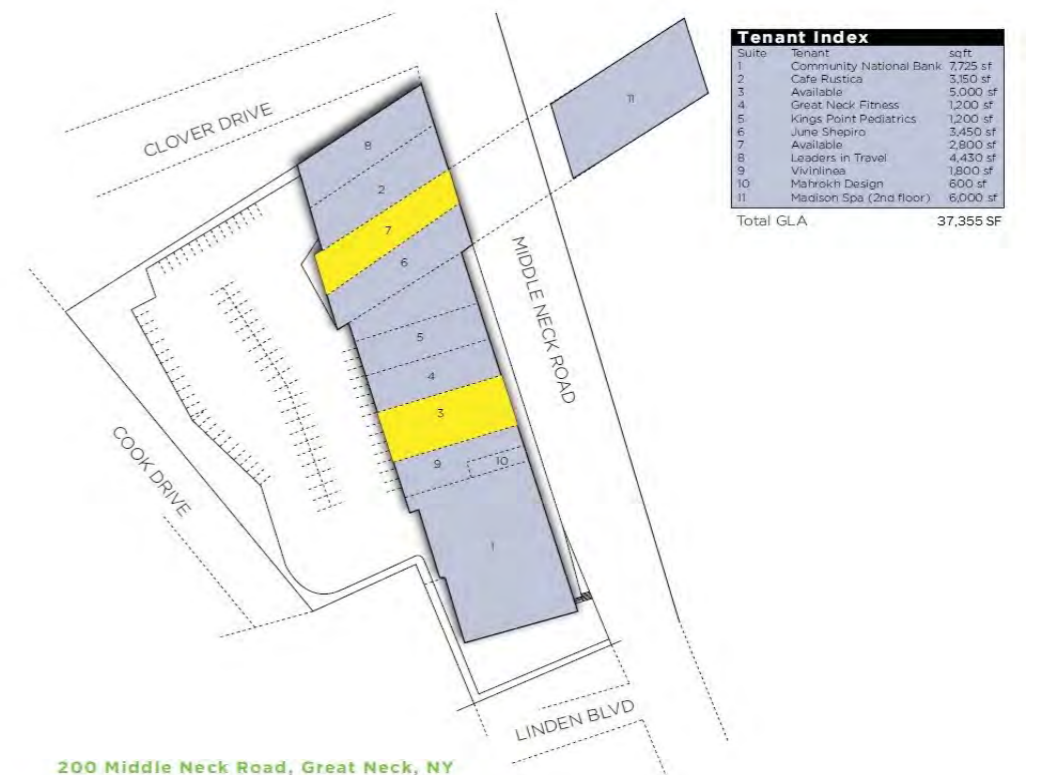 Tenant Index
Suite Tenant sqft
1 Community National Bank 7,725 sf
2 Cafe Rustica 3,150 sf
3 Available 5,000 sf
4 Great Neck Fitness 1,200 sf
5 Kings Point Pediatrics 1,200 sf
6 June Shepiro 3,450 sf
7 Available 2,800 sf
8 Leaders in Travel 4,430 sf
9 Vivinlinea 1,800 sf
10 Mahrokh Design 600 sf
11 Madison Spa (2nd floor) 6,000 sf
Total GLA 37,355 SF
CLOVER DRIVE
11
8
2
7
6
MIDDLE NECK ROAD
5
4
3
9
10
COOK DRIVE
1
LINDEN BLVD
200 Middle Neck Road, Great Neck, NY